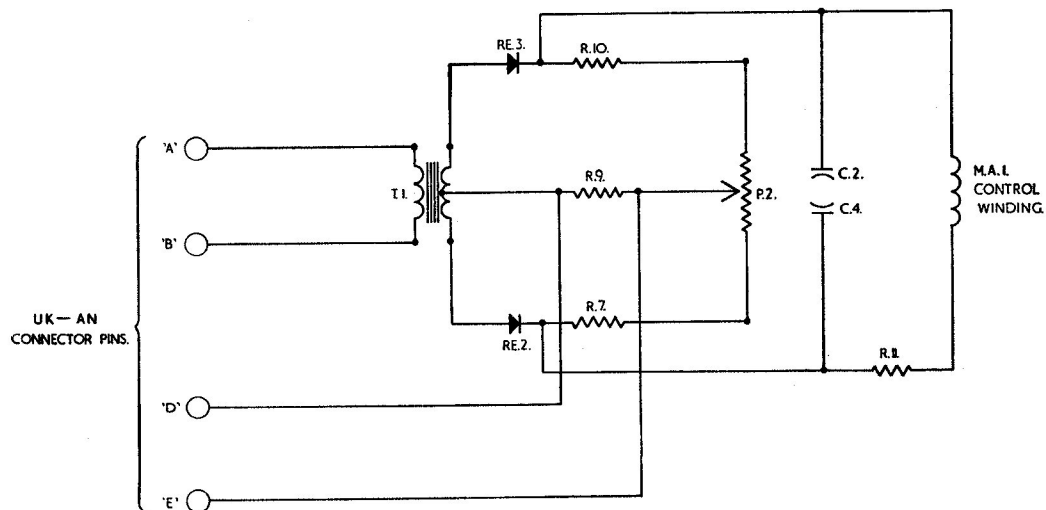 RE.3.
R.10.
'A'
T.1.
R.9.
P.2.
C.2.
C.4.
M.A.1.
CONTROL
WINDING.
'B'
R.7.
UK—AN
CONNECTOR PINS.
RE.2.
R.11.
'D'
'E'